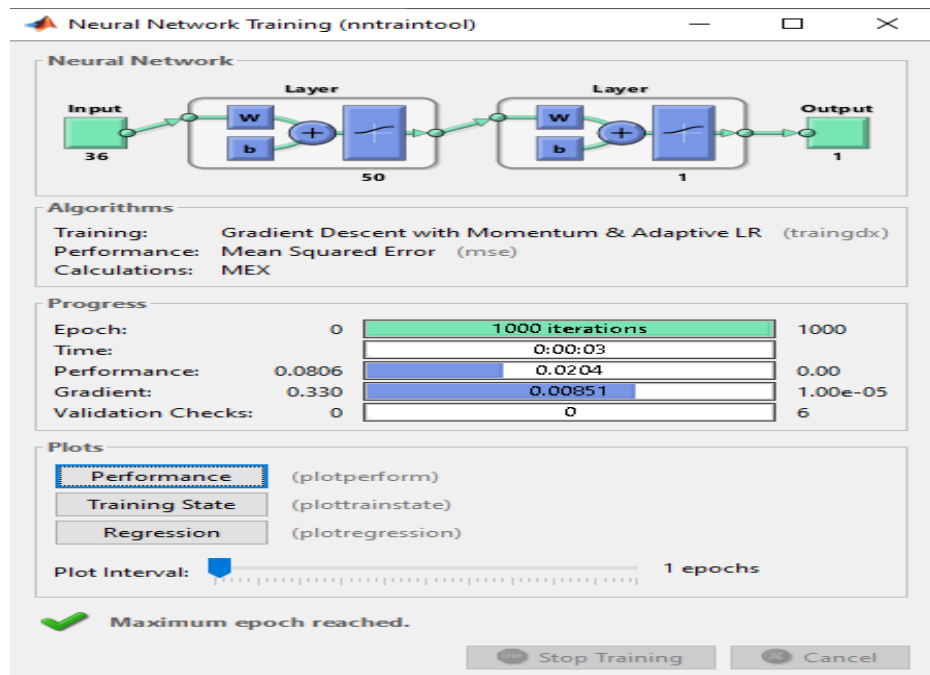 Neural Network Training (nntraintool)
Neural Network
Layer Layer
Input Output
W W
b b
36 1
50 1
Algorithms
Training: Gradient Descent with Momentum & Adaptive LR (traingdx)
Performance: Mean Squared Error (mse)
Calculations: MEX
Progress
Epoch: 0 1000 iterations 1000
Time: 0:00:03
Performance: 0.0806 0.0204 0.00
Gradient: 0.330 0.00851 1.00e-05
Validation Checks: 0 0 6
Plots
Performance (plotperform)
Training State (plottrainstate)
Regression (plotregression)
Plot Interval: 1 epochs
Maximum epoch reached.
Stop Training Cancel